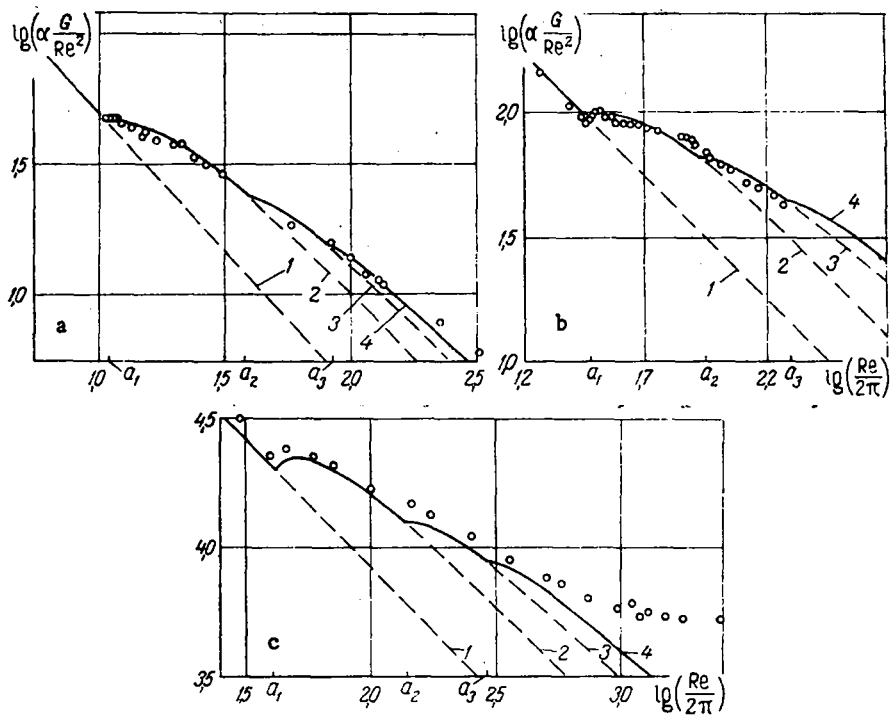 lg(α G/Re²)
1,5
1,0
a
1
2
3
4
1,0
a₁
1,5
a₂
a₃
2,0
2,5
lg(α G/Re²)
2,0
1,5
1,0
b
1
2
3
4
1,2
a₁
1,7
a₂
2,2
a₃
lg(Re/2π)
4,5
4,0
3,5
c
1
2
3
4
1,5
a₁
2,0
a₂
a₃
2,5
3,0
lg(Re/2π)